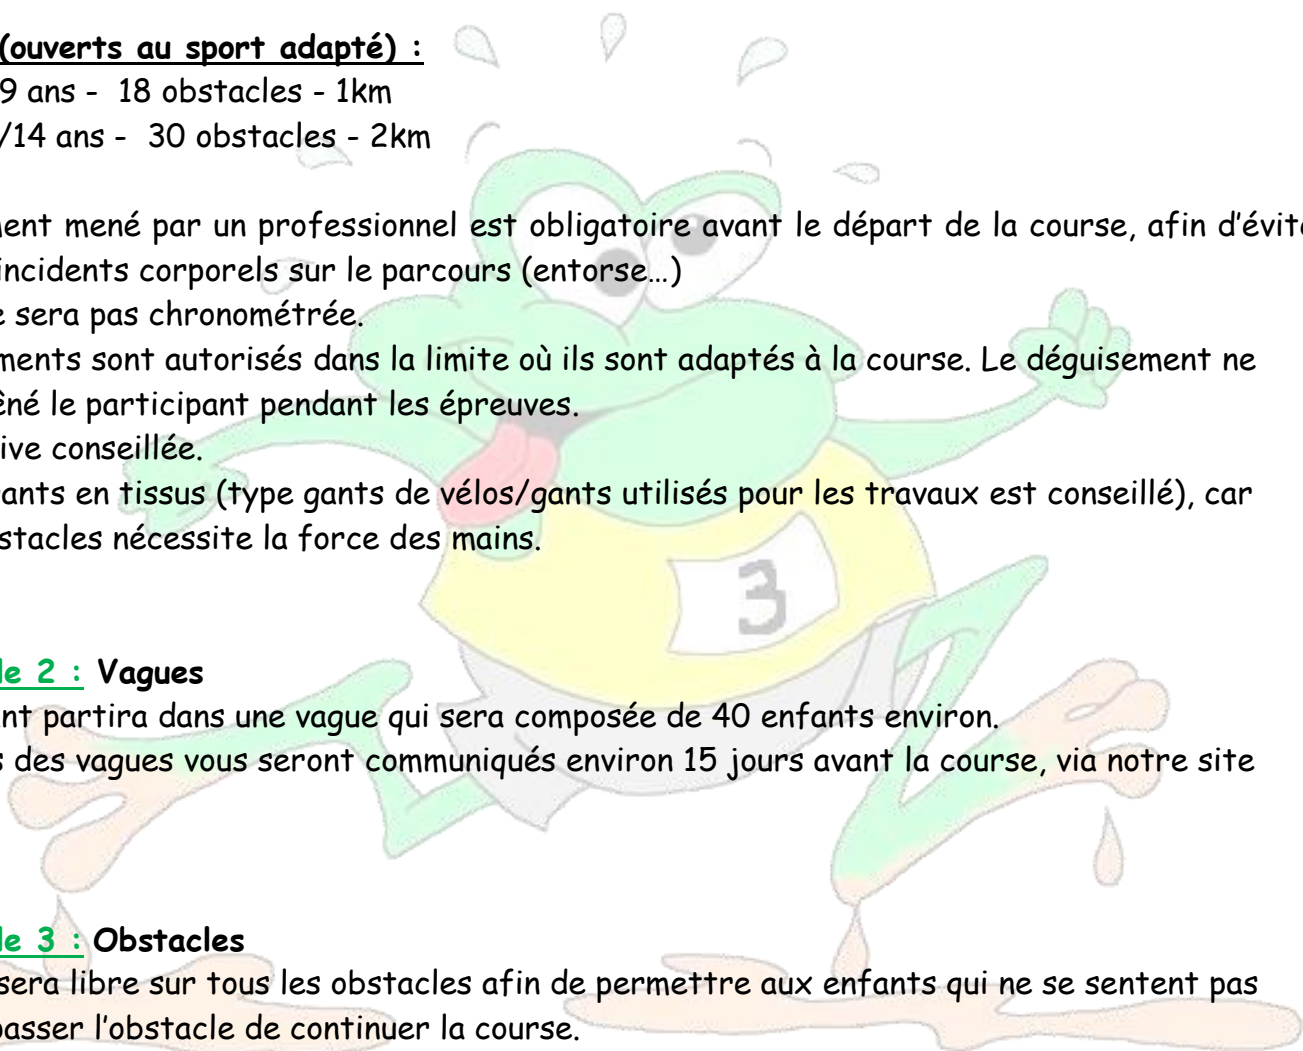 (ouverts au sport adapté) :
9 ans - 18 obstacles - 1km
/14 ans - 30 obstacles - 2km
ent mené par un professionnel est obligatoire avant le départ de la course, afin d'évite
incidents corporels sur le parcours (entorse…)
e sera pas chronométrée.
ments sont autorisés dans la limite où ils sont adaptés à la course. Le déguisement ne
êné le participant pendant les épreuves.
ive conseillée.
ants en tissus (type gants de vélos/gants utilisés pour les travaux est conseillé), car
stacles nécessite la force des mains.
3
le 2 : Vagues
nt partira dans une vague qui sera composée de 40 enfants environ.
s des vagues vous seront communiqués environ 15 jours avant la course, via notre site
le 3 : Obstacles
sera libre sur tous les obstacles afin de permettre aux enfants qui ne se sentent pas
passer l'obstacle de continuer la course.